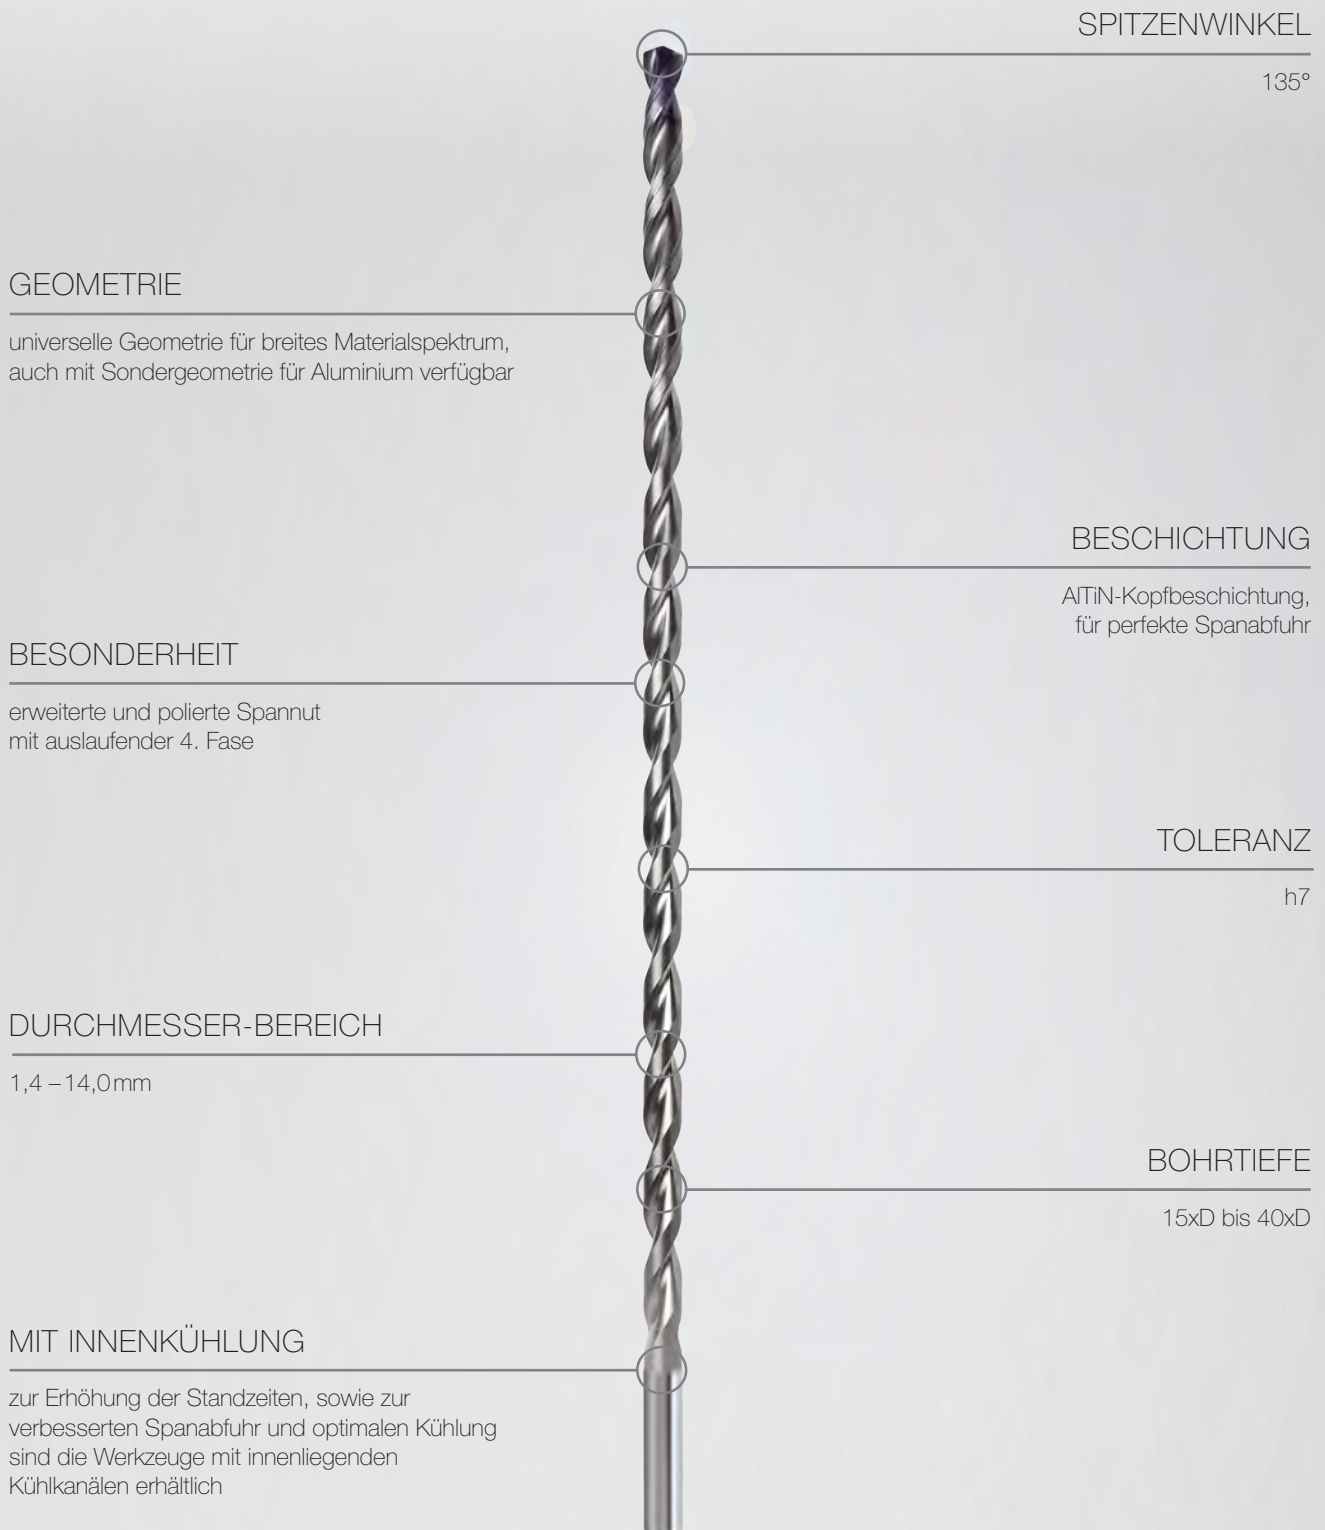 SPITZENWINKEL
135°
GEOMETRIE
universelle Geometrie für breites Materialspektrum,
auch mit Sondergeometrie für Aluminium verfügbar
BESCHICHTUNG
AlTiN-Kopfbeschichtung,
für perfekte Spanabfuhr
BESONDERHEIT
erweiterte und polierte Spannut
mit auslaufender 4. Fase
TOLERANZ
h7
DURCHMESSER-BEREICH
1,4 – 14,0 mm
BOHRTIEFE
15xD bis 40xD
MIT INNENKÜHLUNG
zur Erhöhung der Standzeiten, sowie zur
verbesserten Spanabfuhr und optimalen Kühlung
sind die Werkzeuge mit innenliegenden
Kühlkanälen erhältlich